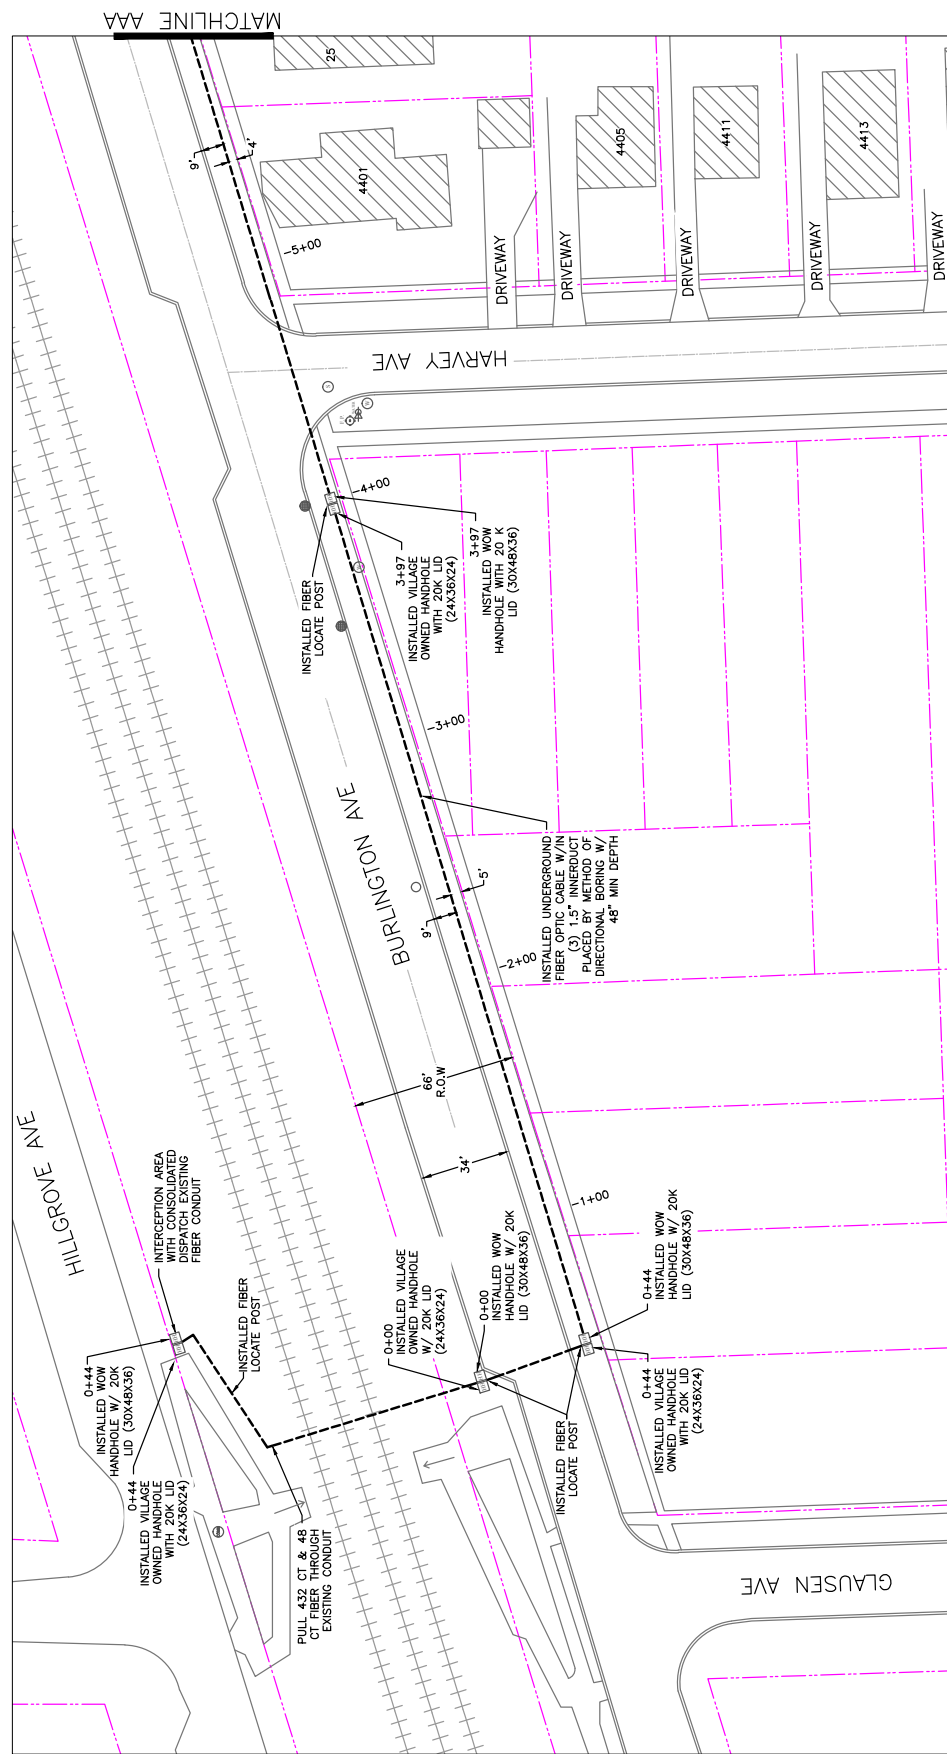 MATCHLINE AAA
25
4401
4405
4411
4413
9'
4'
-5+00
DRIVEWAY
DRIVEWAY
DRIVEWAY
DRIVEWAY
DRIVEWAY
HARVEY AVE
-4+00
INSTALLED FIBER
LOCATE POST
3+97
INSTALLED VILLAGE
OWNED HANDHOLE
WITH 20K LID
(24X36X24)
3+97
INSTALLED WOW
HANDHOLE WITH 20 K
LID (30X48X36)
-3+00
BURLINGTON AVE
INSTALLED UNDERGROUND
FIBER OPTIC CABLE W/IN
(3) 1.5" INNERDUCT
PLACED BY METHOD OF
DIRECTIONAL BORING W/
48" MIN DEPTH
9'
5'
-2+00
66'
R.O.W
34'
-1+00
HILLGROVE AVE
INTERCEPTION AREA
WITH CONSOLIDATED
DISPATCH EXISTING
FIBER CONDUIT
INSTALLED FIBER
LOCATE POST
0+44
INSTALLED WOW
HANDHOLE W/ 20K
LID (30X48X36)
0+44
INSTALLED VILLAGE
OWNED HANDHOLE
WITH 20K LID
(24X36X24)
PULL 432 CT & 48
CT FIBER THROUGH
EXISTING CONDUIT
0+00
INSTALLED VILLAGE
OWNED HANDHOLE
W/ 20K LID
(24X36X24)
0+00
INSTALLED WOW
HANDHOLE W/ 20K
LID (30X48X36)
INSTALLED FIBER
LOCATE POST
0+44
INSTALLED WOW
HANDHOLE W/ 20K
LID (30X48X36)
0+44
INSTALLED VILLAGE
OWNED HANDHOLE
WITH 20K LID
(24X36X24)
GLAUSEN AVE